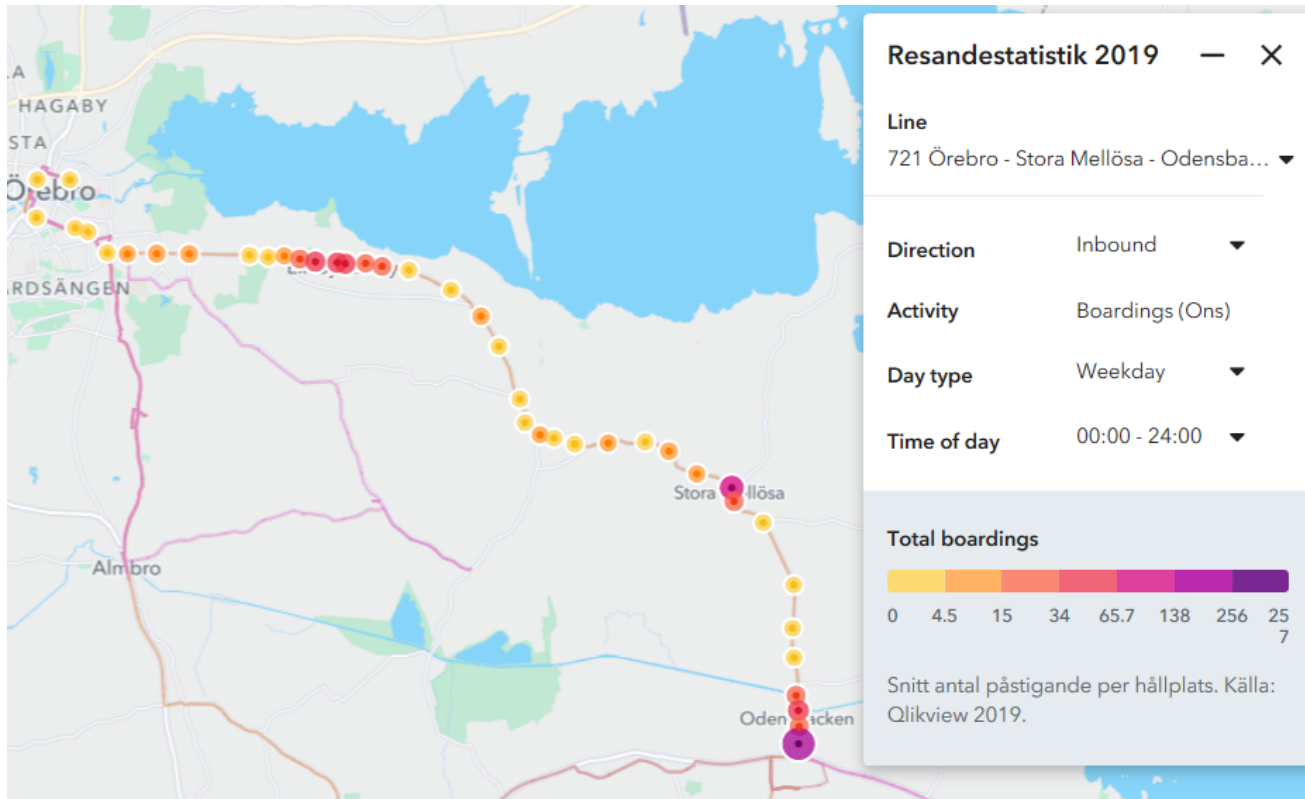 A
HAGABY
STA
Örebro
ARDSÄNGEN
Almbro
Stora Mellösa
Oden acken
Resandestatistik 2019
Line
721 Örebro - Stora Mellösa - Odensba...
Direction
Inbound
Activity
Boardings (Ons)
Day type
Weekday
Time of day
00:00 - 24:00
Total boardings
0 4.5 15 34 65.7 138 256 25
7
Snitt antal påstigande per hållplats. Källa:
Qlikview 2019.